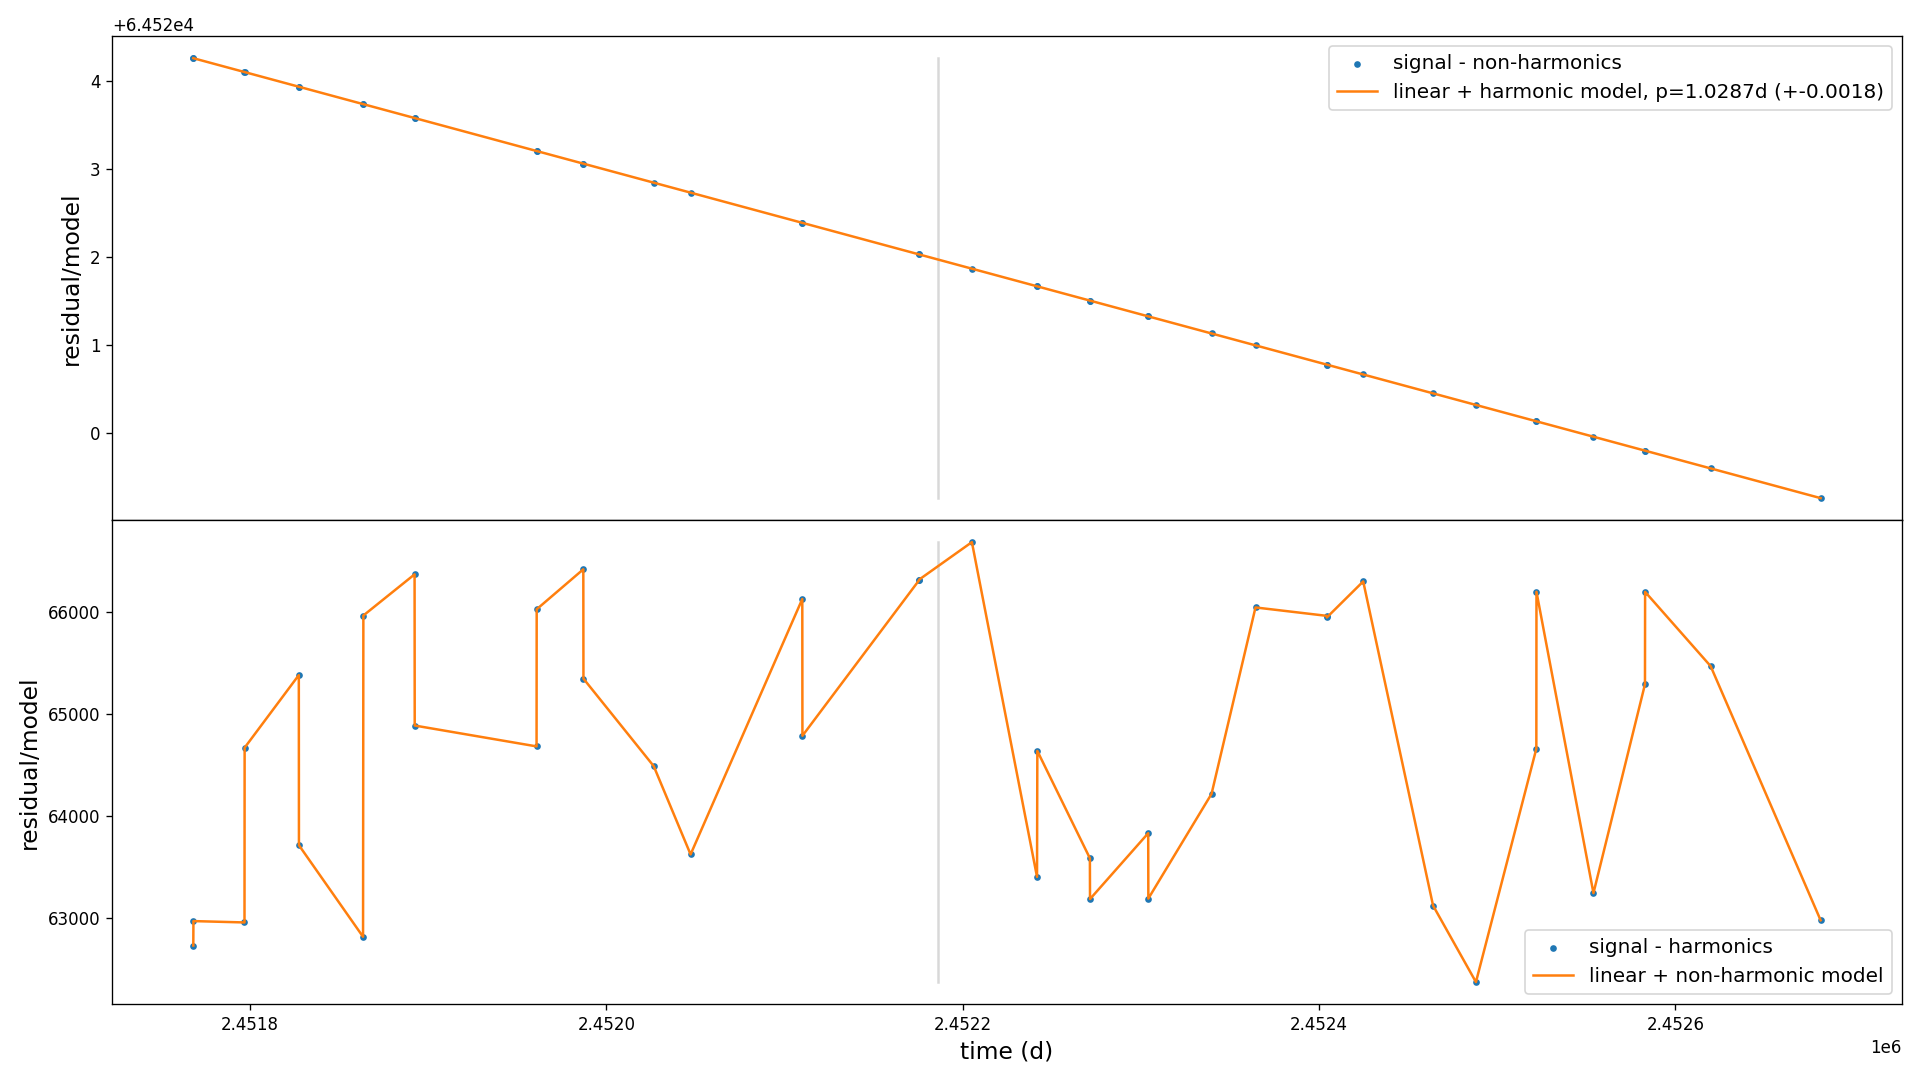 +6.452e4
signal - non-harmonics
linear + harmonic model, p=1.0287d (+-0.0018)
4
3
2
1
0
residual/model
66000
65000
64000
63000
residual/model
signal - harmonics
linear + non-harmonic model
2.4518
2.4520
2.4522
2.4524
2.4526
time (d)
1e6